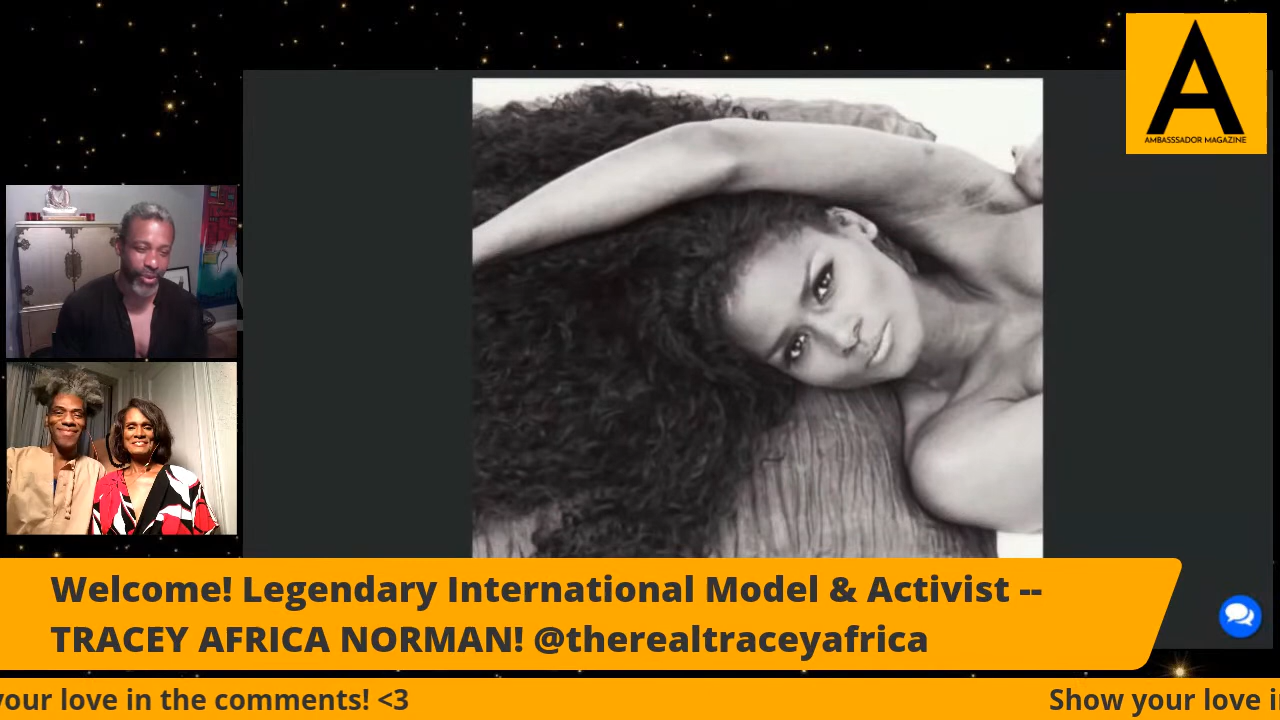 A
AMBASSSADOR MAGAZINE
Welcome! Legendary International Model & Activist --
TRACEY AFRICA NORMAN! @therealtraceyafrica
your love in the comments! <3
Show your love in